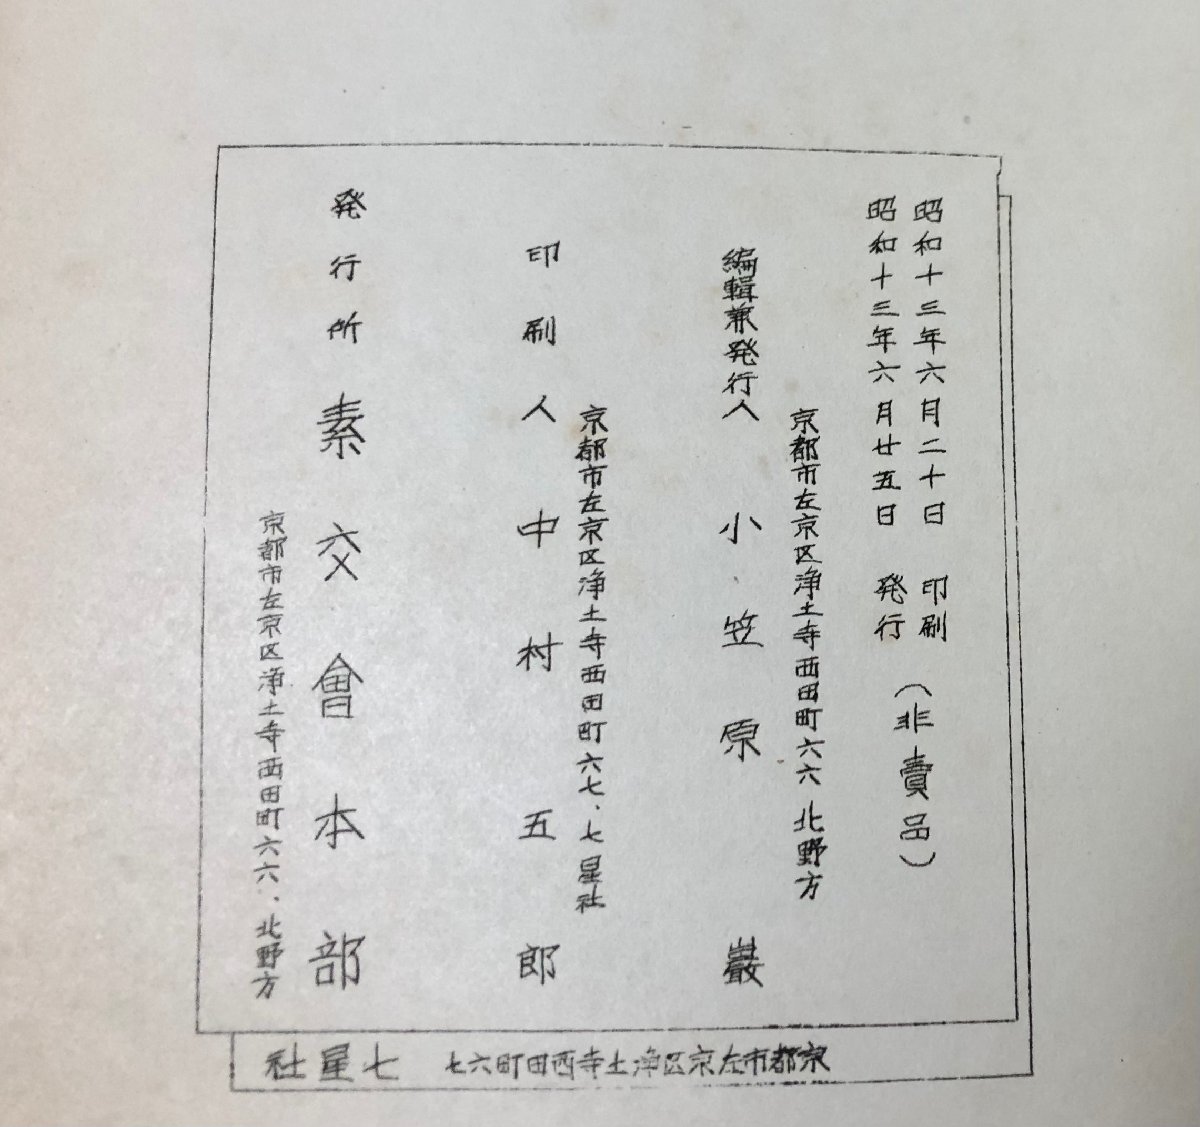 昭和十三年六月二十日 印刷
昭和十三年六月廿五日 発行
(非賣品)
京都市左京区浄土寺西田町六六 北野方
編輯兼発行人 小笠原巖
京都市左京区浄土寺西田町六七、七星社
印刷人 中村五郎
発行所 素交會本部
京都市左京区浄土寺西田町六六、北野方
京都市左京区浄土寺西田町六七 七星社